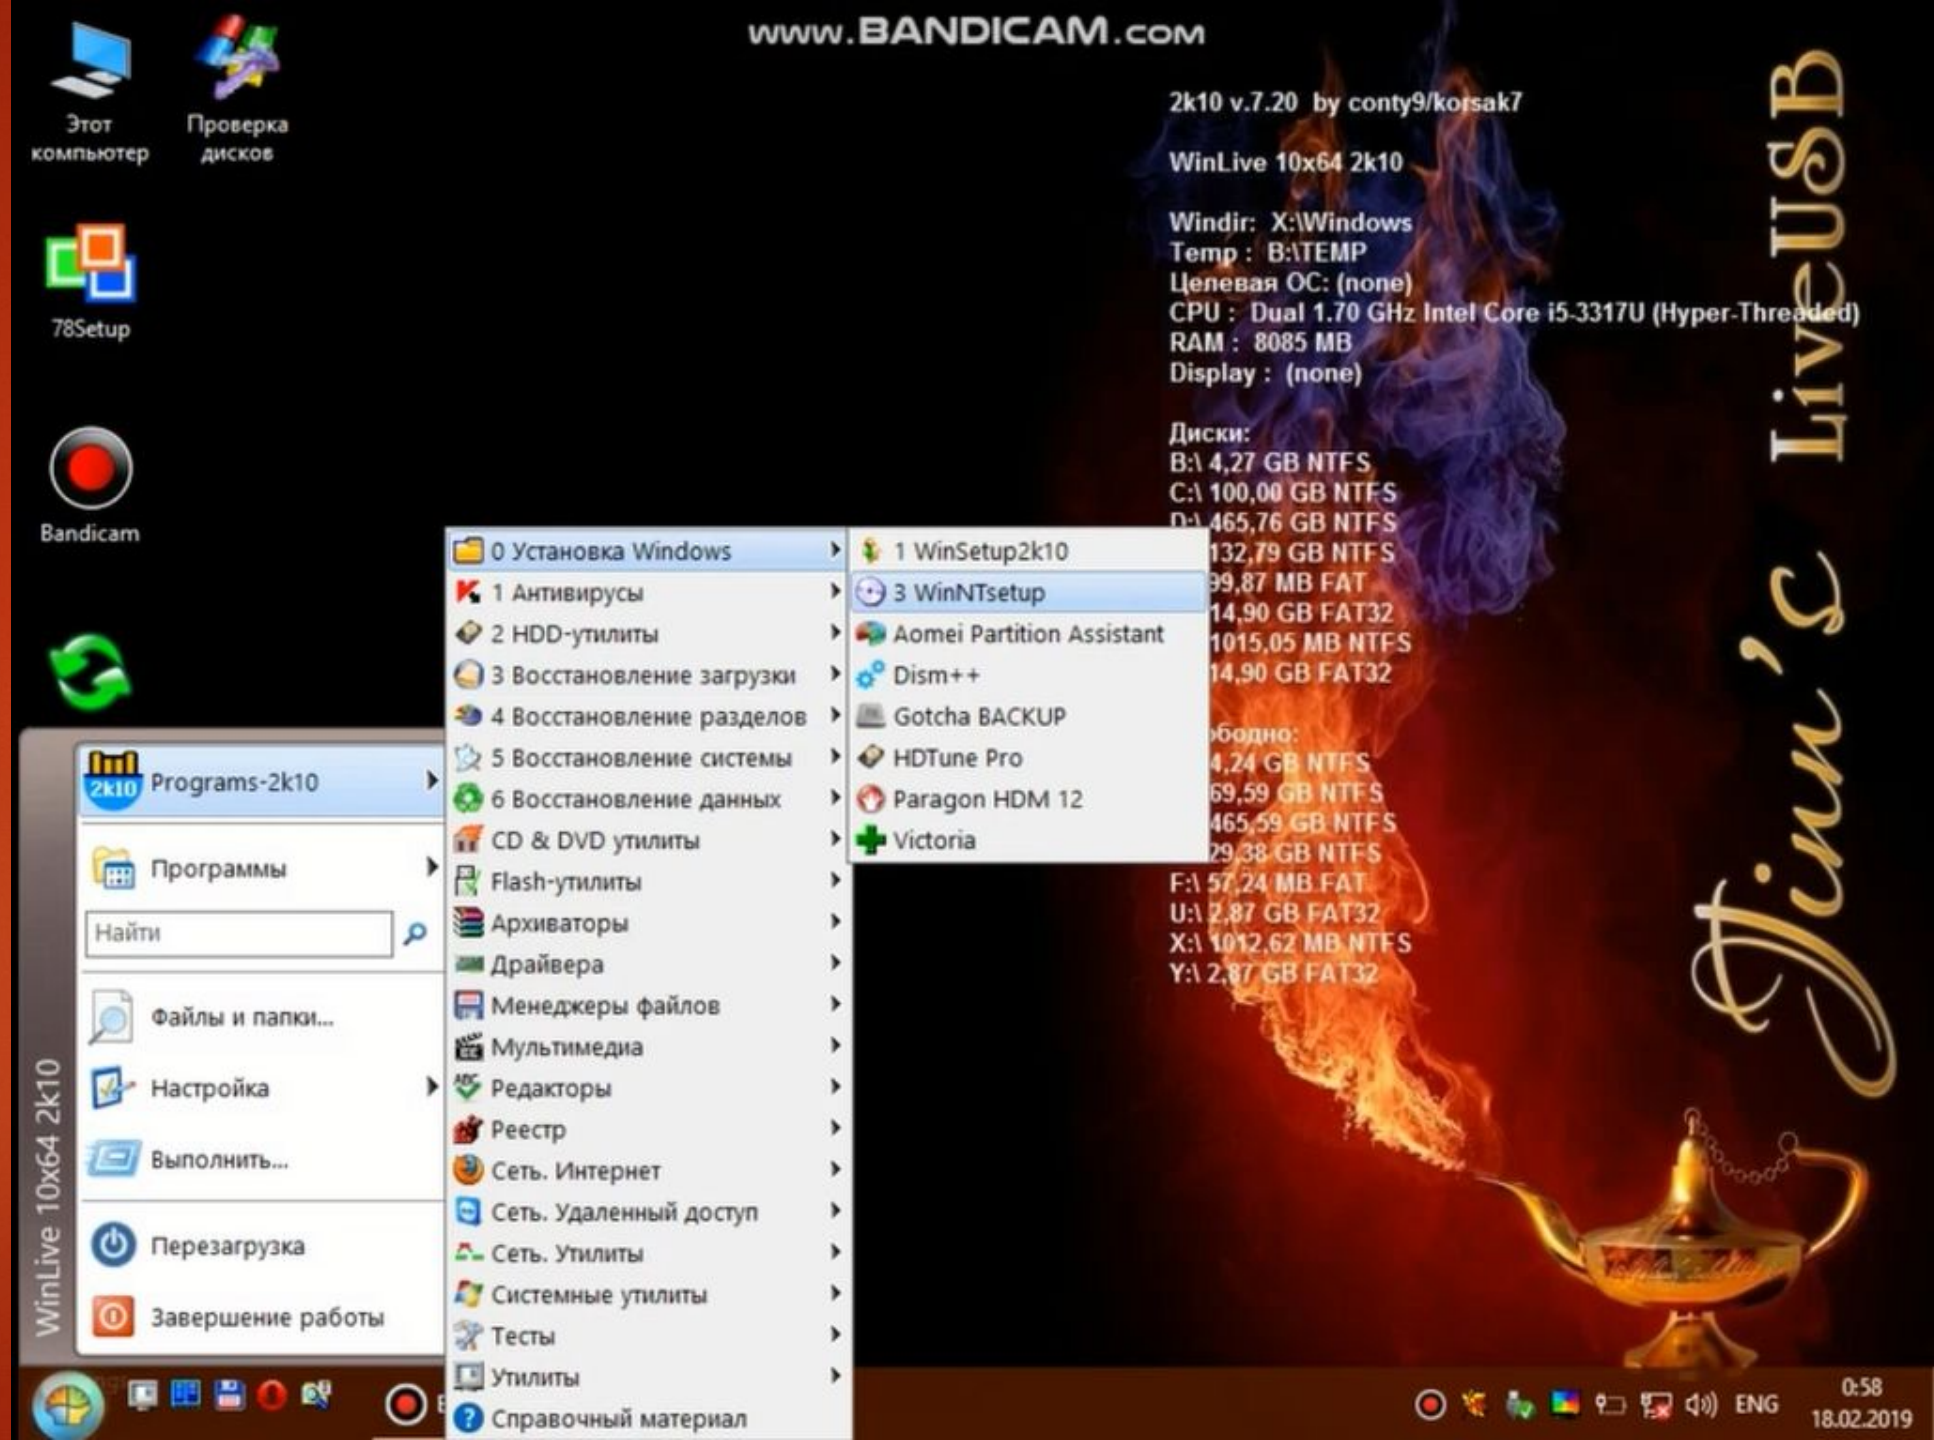 www.BANDICAM.com
Этот
компьютер
Проверка
дисков
78Setup
Bandicam
2k10 v.7.20 by conty9/korsak7
WinLive 10x64 2k10
Windir: X:\Windows
Temp : B:\TEMP
Целевая ОС: (none)
CPU : Dual 1.70 GHz Intel Core i5-3317U (Hyper-Threaded)
RAM : 8085 MB
Display : (none)
Диски:
B:\ 4,27 GB NTFS
C:\ 100,00 GB NTFS
D:\ 465,76 GB NTFS
132,79 GB NTFS
99,87 MB FAT
14,90 GB FAT32
1015,05 MB NTFS
14,90 GB FAT32
ободно:
4,24 GB NTFS
69,59 GB NTFS
465,59 GB NTFS
29,38 GB NTFS
F:\ 57,24 MB FAT
U:\ 2,87 GB FAT32
X:\ 1012,62 MB NTFS
Y:\ 2,87 GB FAT32
Jinn's LiveUSB
0 Установка Windows
1 Антивирусы
2 HDD-утилиты
3 Восстановление загрузки
4 Восстановление разделов
5 Восстановление системы
6 Восстановление данных
CD & DVD утилиты
Flash-утилиты
Архиваторы
Драйвера
Менеджеры файлов
Мультимедиа
Редакторы
Реестр
Сеть. Интернет
Сеть. Удаленный доступ
Сеть. Утилиты
Системные утилиты
Тесты
Утилиты
Справочный материал
1 WinSetup2k10
3 WinNTsetup
Aomei Partition Assistant
Dism++
Gotcha BACKUP
HDTune Pro
Paragon HDM 12
Victoria
2k10
Programs-2k10
Программы
Найти
Файлы и папки...
Настройка
Выполнить...
Перезагрузка
Завершение работы
WinLive 10x64 2k10
ENG
0:58
18.02.2019